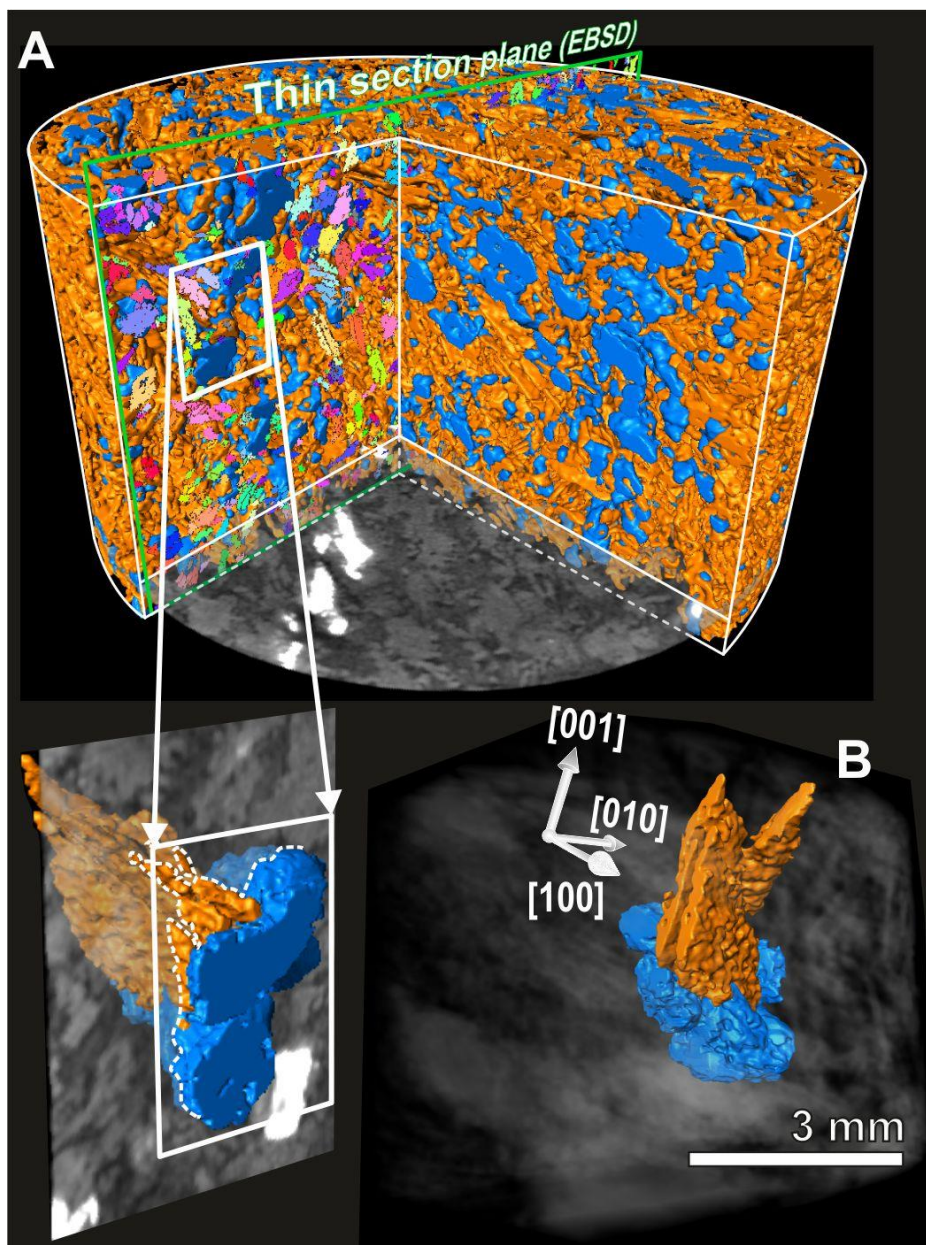 A
Thin section plane (EBSD)
B
[001]
[010]
[100]
3 mm